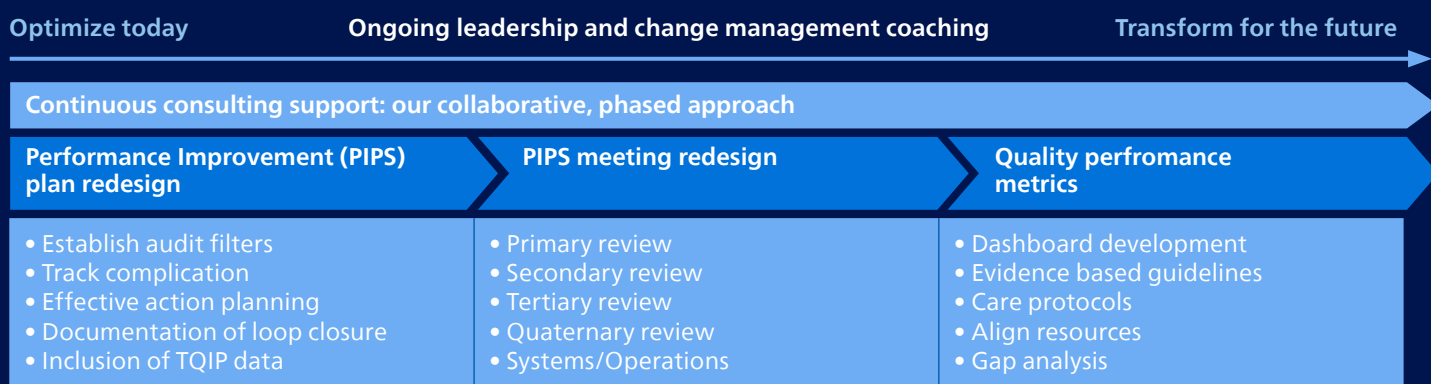 Optimize today
Ongoing leadership and change management coaching
Transform for the future
Continuous consulting support: our collaborative, phased approach
Performance Improvement (PIPS)
plan redesign
• Establish audit filters
• Track complication
• Effective action planning
• Documentation of loop closure
• Inclusion of TQIP data
PIPS meeting redesign
• Primary review
• Secondary review
• Tertiary review
• Quaternary review
• Systems/Operations
Quality perfromance
metrics
• Dashboard development
• Evidence based guidelines
• Care protocols
• Align resources
• Gap analysis